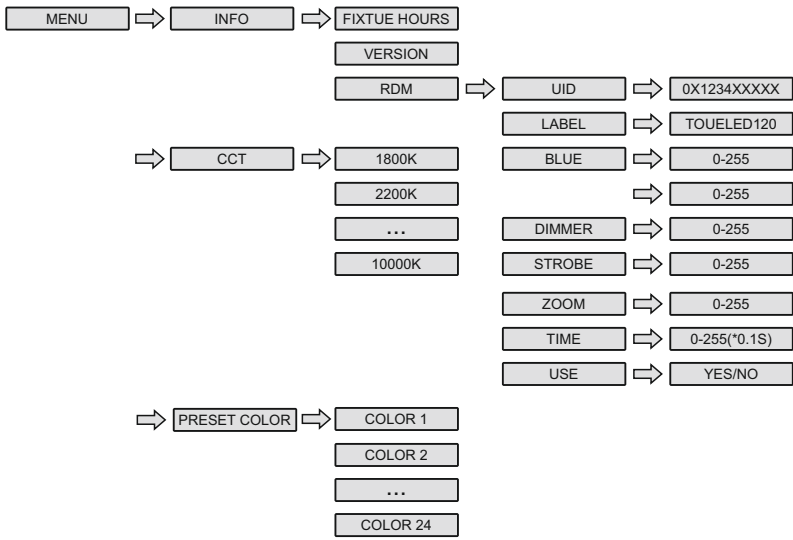 MENU INFO FIXTUE HOURS
VERSION
RDM UID 0X1234XXXXX
LABEL TOUELED120
CCT 1800K BLUE 0-255
2200K 0-255
... DIMMER 0-255
10000K STROBE 0-255
ZOOM 0-255
TIME 0-255(*0.1S)
USE YES/NO
PRESET COLOR COLOR 1
COLOR 2
...
COLOR 24